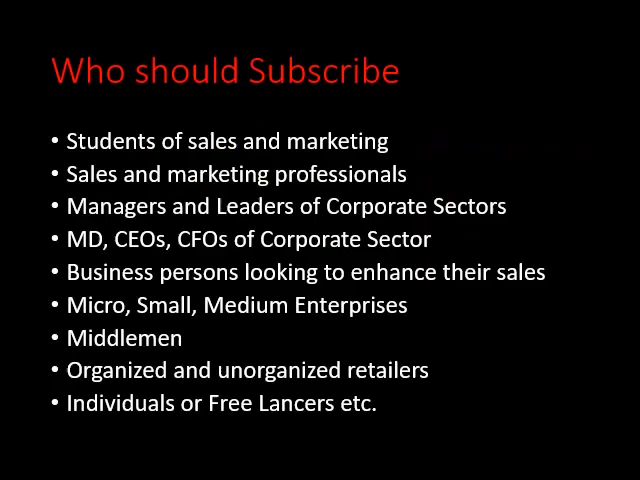 Who should Subscribe
• Students of sales and marketing
• Sales and marketing professionals
• Managers and Leaders of Corporate Sectors
• MD, CEOs, CFOs of Corporate Sector
• Business persons looking to enhance their sales
• Micro, Small, Medium Enterprises
• Middlemen
• Organized and unorganized retailers
• Individuals or Free Lancers etc.